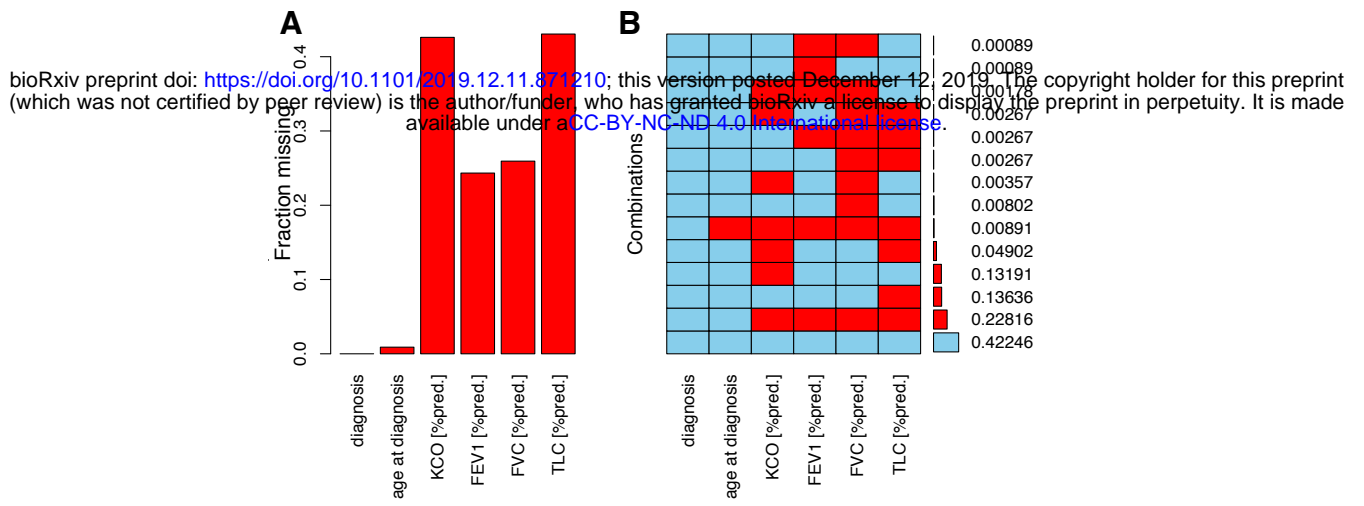 A
B
bioRxiv preprint doi: https://doi.org/10.1101/2019.12.11.871210; this version posted December 12, 2019. The copyright holder for this preprint
(which was not certified by peer review) is the author/funder, who has granted bioRxiv a license to display the preprint in perpetuity. It is made
available under aCC-BY-NC-ND 4.0 International license.
Fraction missing
0.4
0.3
0.2
0.1
0.0
diagnosis
age at diagnosis
KCO [%pred.]
FEV1 [%pred.]
FVC [%pred.]
TLC [%pred.]
Combinations
0.00089
0.00089
0.00178
0.00267
0.00267
0.00267
0.00357
0.00802
0.00891
0.04902
0.13191
0.13636
0.22816
0.42246
diagnosis
age at diagnosis
KCO [%pred.]
FEV1 [%pred.]
FVC [%pred.]
TLC [%pred.]